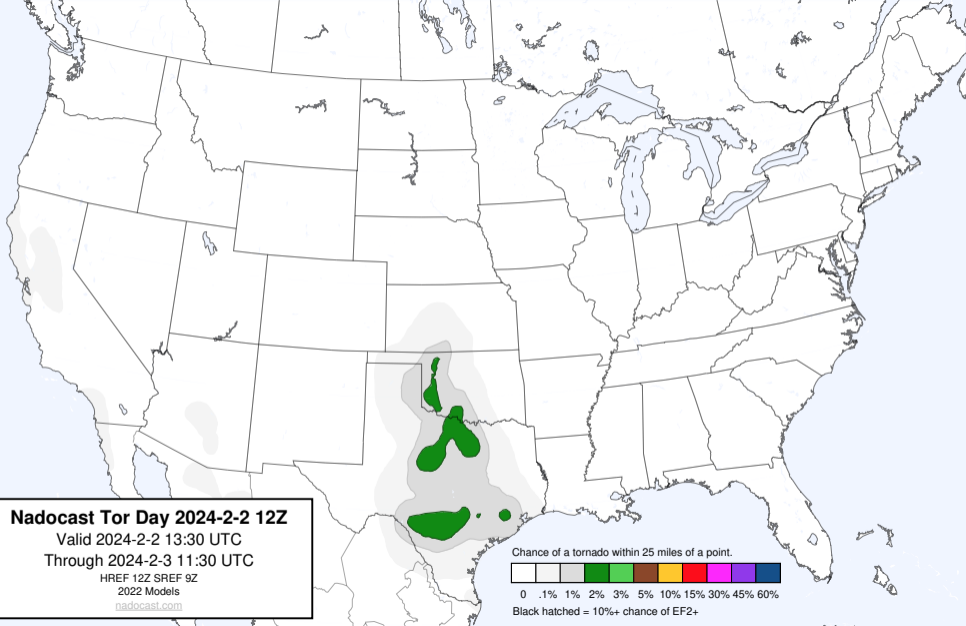 Nadocast Tor Day 2024-2-2 12Z
Valid 2024-2-2 13:30 UTC
Through 2024-2-3 11:30 UTC
HREF 12Z SREF 9Z
2022 Models
nadocast.com
Chance of a tornado within 25 miles of a point.
0 .1% 1% 2% 3% 5% 10% 15% 30% 45% 60%
Black hatched = 10%+ chance of EF2+